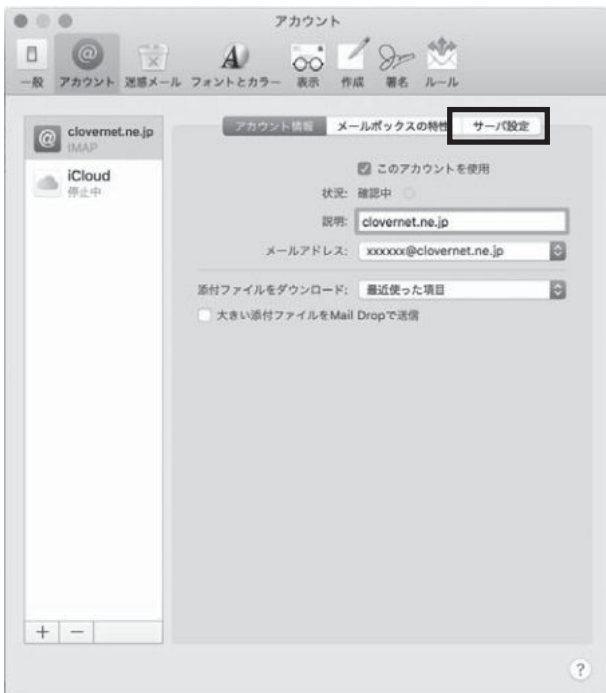 アカウント
一般 アカウント 迷惑メール フォントとカラー 表示 作成 署名 ルール
アカウント情報 メールボックスの特性 サーバ設定
clovernet.ne.jp
IMAP
iCloud
停止中
このアカウントを使用
状況: 確認中
説明: clovernet.ne.jp
メールアドレス: xxxxxx@clovernet.ne.jp
添付ファイルをダウンロード: 最近使った項目
大きい添付ファイルをMail Dropで送信
+ −
?